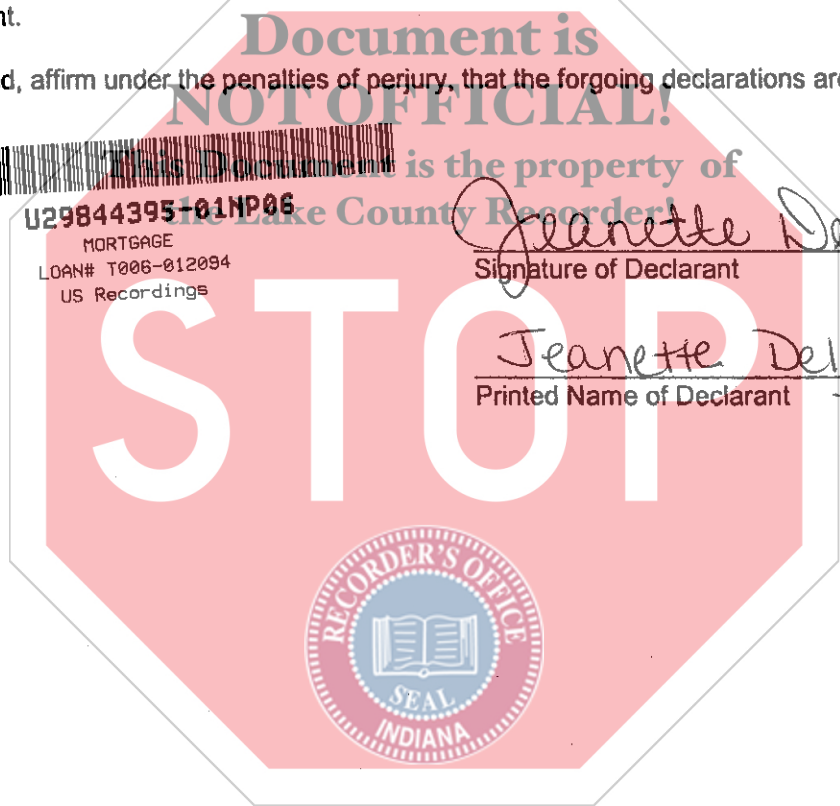 nt.
Document is
d, affirm under the penalties of perjury, that the forgoing declarations are
NOT OFFICIAL!
This Document is the property of
the Lake County Recorder!
U29844395-01NP06
MORTGAGE
LOAN# T006-012094
US Recordings
Jeanette De
Signature of Declarant
Jeanette Del
Printed Name of Declarant
STOP
RECORDER'S OFFICE
SEAL
INDIANA